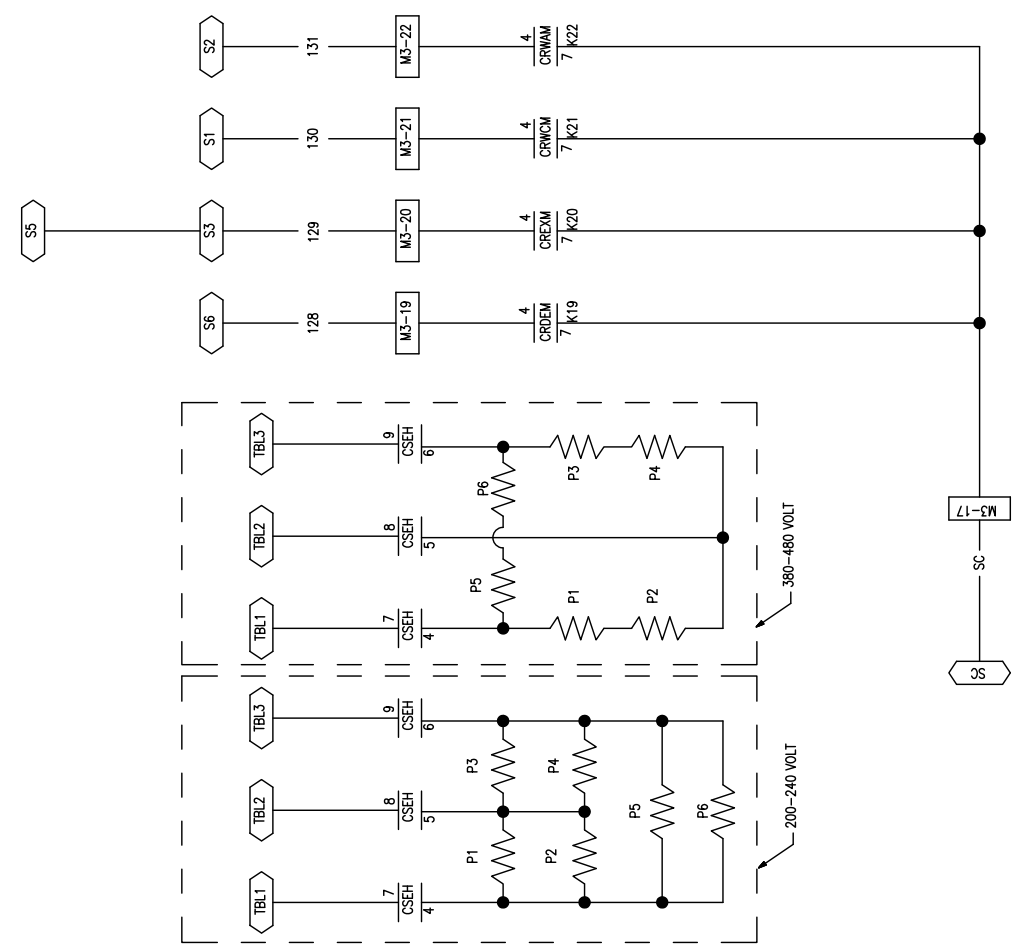 S2
131
M3-22
4
CRWAM
7
K22
S1
130
M3-21
4
CRWCM
7
K21
S5
S3
129
M3-20
4
CREXM
7
K20
S6
128
M3-19
4
CRDEM
7
K19
TBL3
9
CSEH
6
P6
P3
P4
TBL2
8
CSEH
5
P5
TBL1
7
CSEH
4
P1
P2
380-480 VOLT
M3-17
SC
SC
TBL3
9
CSEH
6
P3
P4
TBL2
8
CSEH
5
P5
P6
P1
P2
TBL1
7
CSEH
4
200-240 VOLT